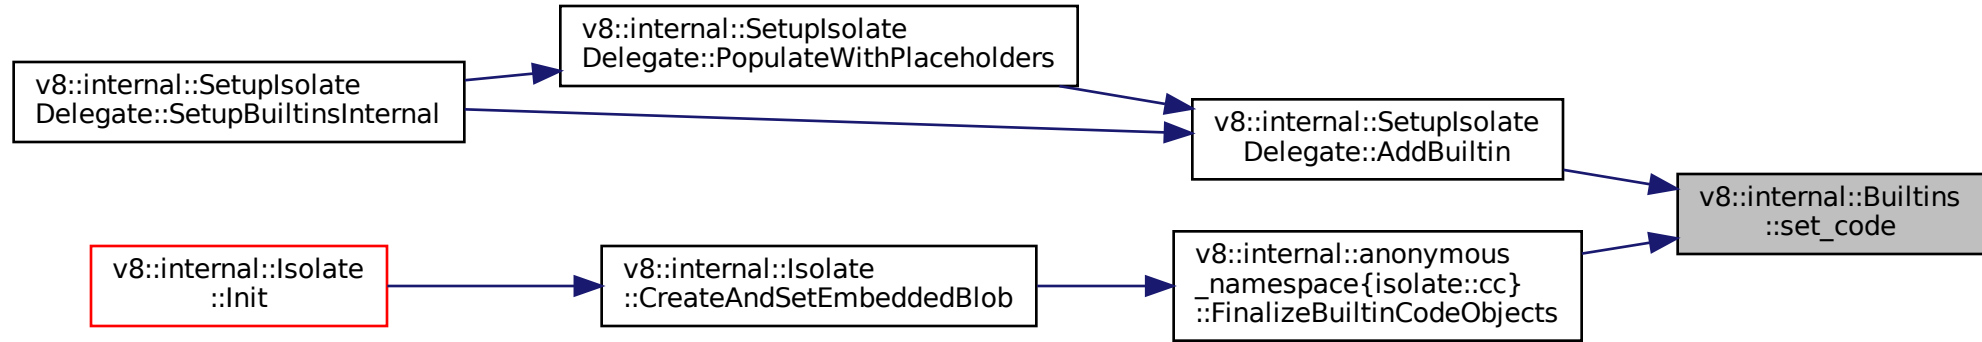 v8::internal::SetupIsolate
Delegate::PopulateWithPlaceholders
v8::internal::SetupIsolate
Delegate::SetupBuiltinsInternal
v8::internal::SetupIsolate
Delegate::AddBuiltin
v8::internal::Builtins
::set_code
v8::internal::anonymous
_namespace{isolate::cc}
::FinalizeBuiltinCodeObjects
v8::internal::Isolate
::CreateAndSetEmbeddedBlob
v8::internal::Isolate
::Init